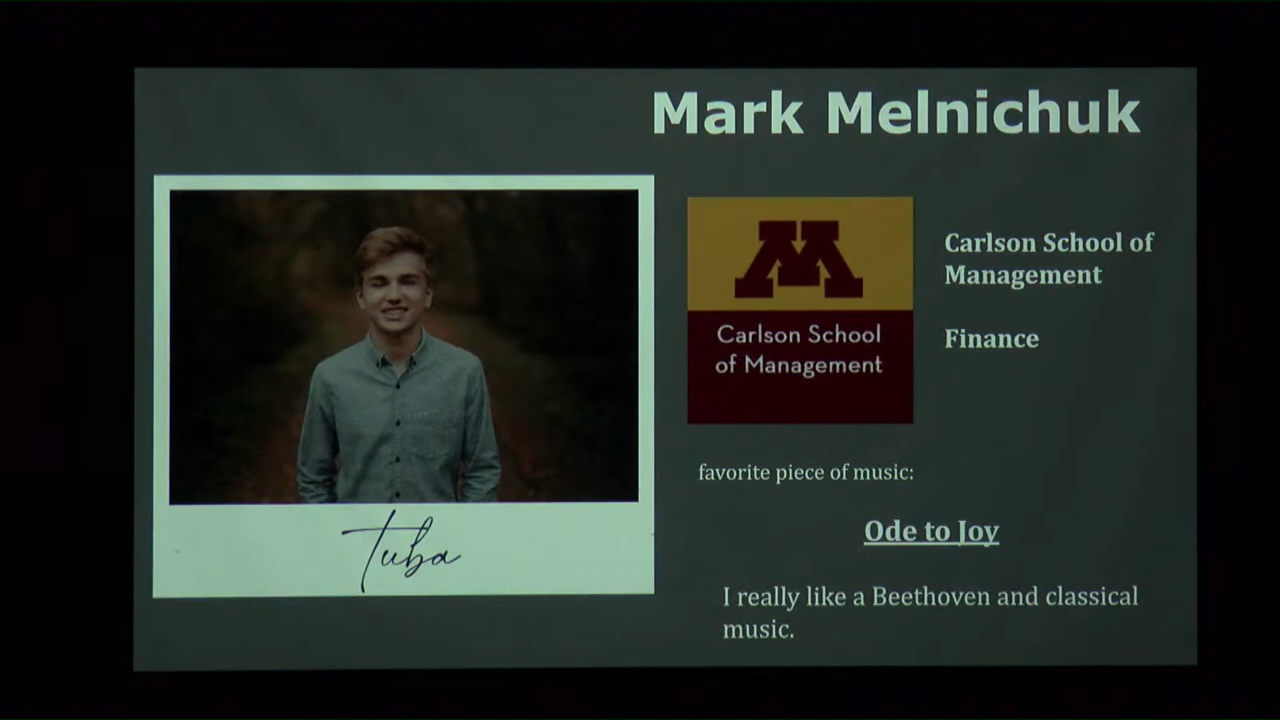 Mark Melnichuk
M
Carlson School
of Management
Carlson School of
Management
Finance
favorite piece of music:
Ode to Joy
Tuba
I really like a Beethoven and classical
music.